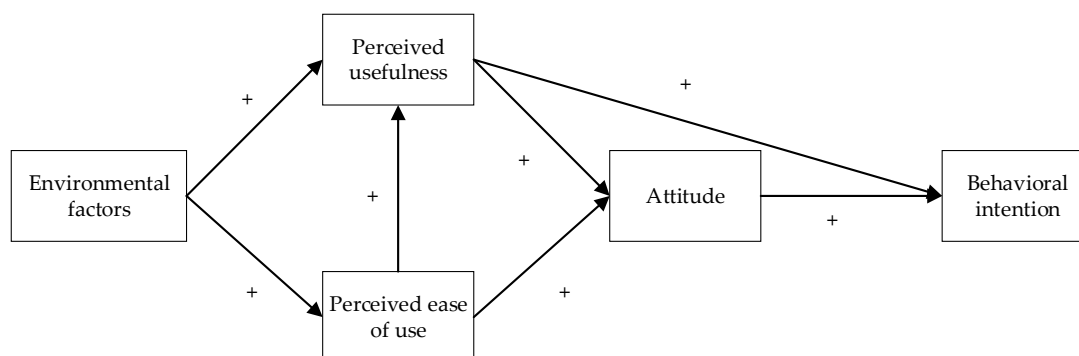 Perceived
usefulness
+
+
Environmental
factors
+
+
Attitude
Behavioral
intention
+
+
+
Perceived ease
of use